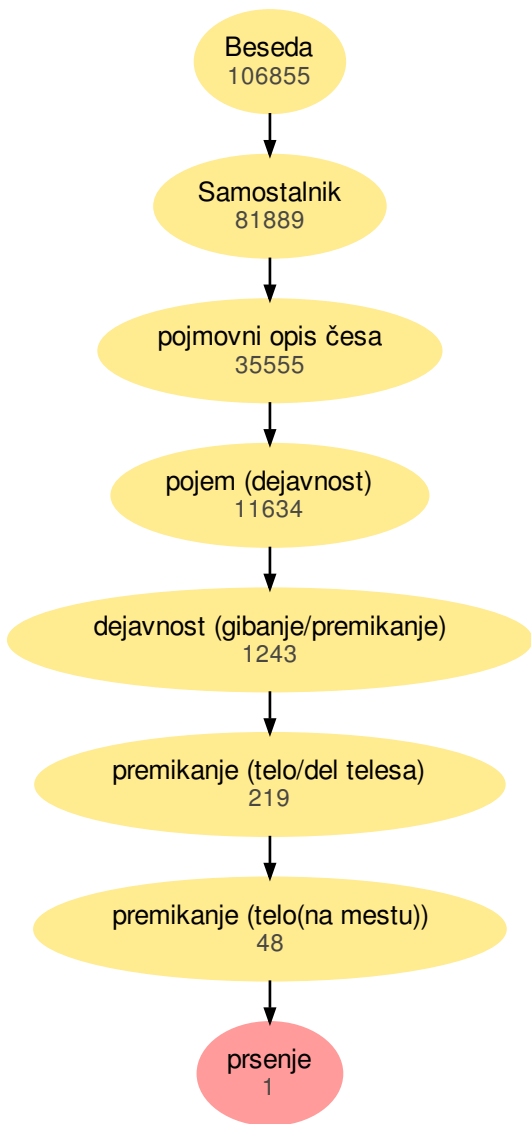 Beseda
106855
Samostalnik
81889
pojmovni opis česa
35555
pojem (dejavnost)
11634
dejavnost (gibanje/premikanje)
1243
premikanje (telo/del telesa)
219
premikanje (telo(na mestu))
48
prsenje
1